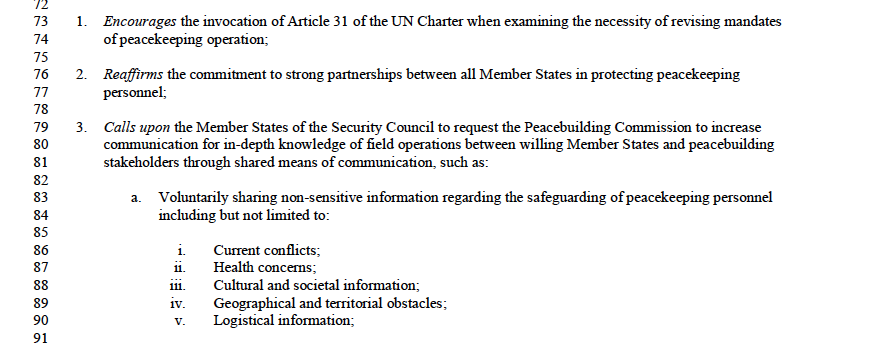 72
73 1. Encourages the invocation of Article 31 of the UN Charter when examining the necessity of revising mandates
74 of peacekeeping operation;
75
76 2. Reaffirms the commitment to strong partnerships between all Member States in protecting peacekeeping
77 personnel;
78
79 3. Calls upon the Member States of the Security Council to request the Peacebuilding Commission to increase
80 communication for in-depth knowledge of field operations between willing Member States and peacebuilding
81 stakeholders through shared means of communication, such as:
82
83 a. Voluntarily sharing non-sensitive information regarding the safeguarding of peacekeeping personnel
84 including but not limited to:
85
86 i. Current conflicts;
87 ii. Health concerns;
88 iii. Cultural and societal information;
89 iv. Geographical and territorial obstacles;
90 v. Logistical information;
91